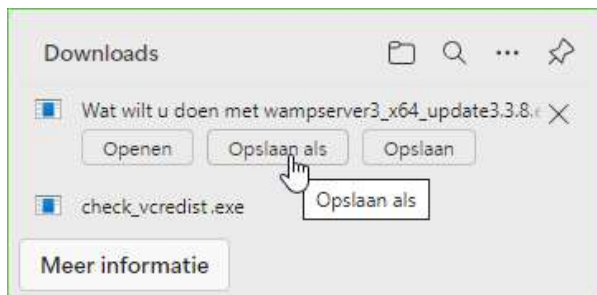 Downloads
Wat wilt u doen met wampserver3_x64_update3.3.8.e
Openen Opslaan als Opslaan
check_vcredist.exe
Opslaan als
Meer informatie